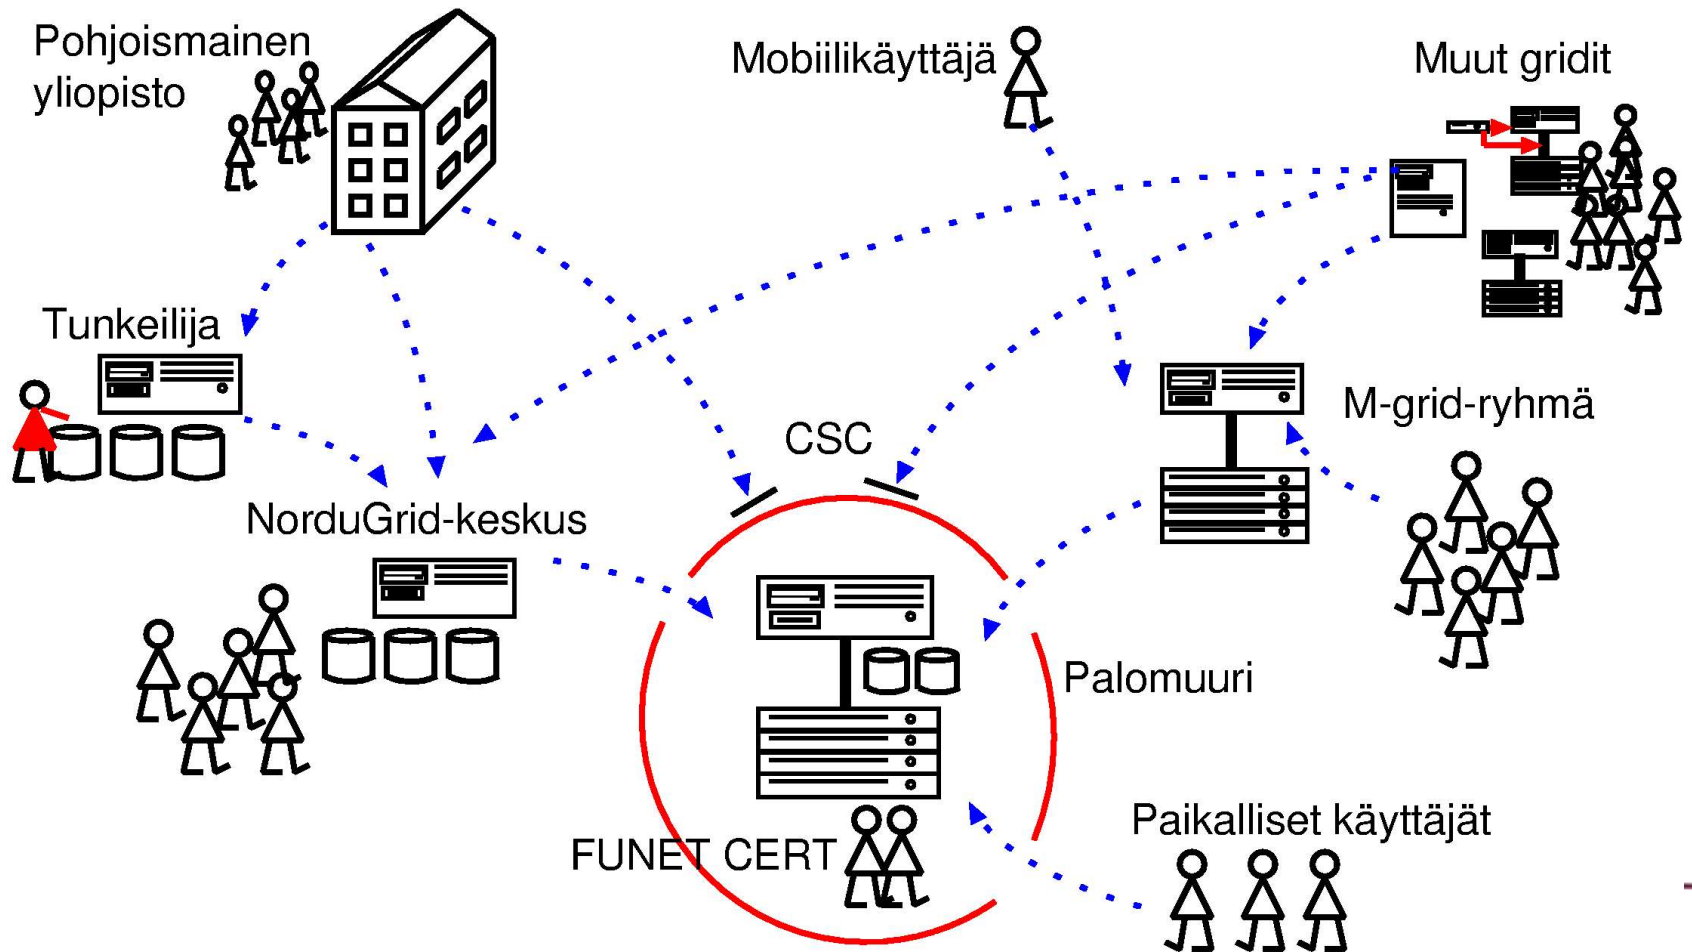 Pohjoismainen
yliopisto
Mobiilikäyttäjä
Muut gridit
Tunkeilija
M-grid-ryhmä
CSC
NorduGrid-keskus
Palomuuri
Paikalliset käyttäjät
FUNET CERT